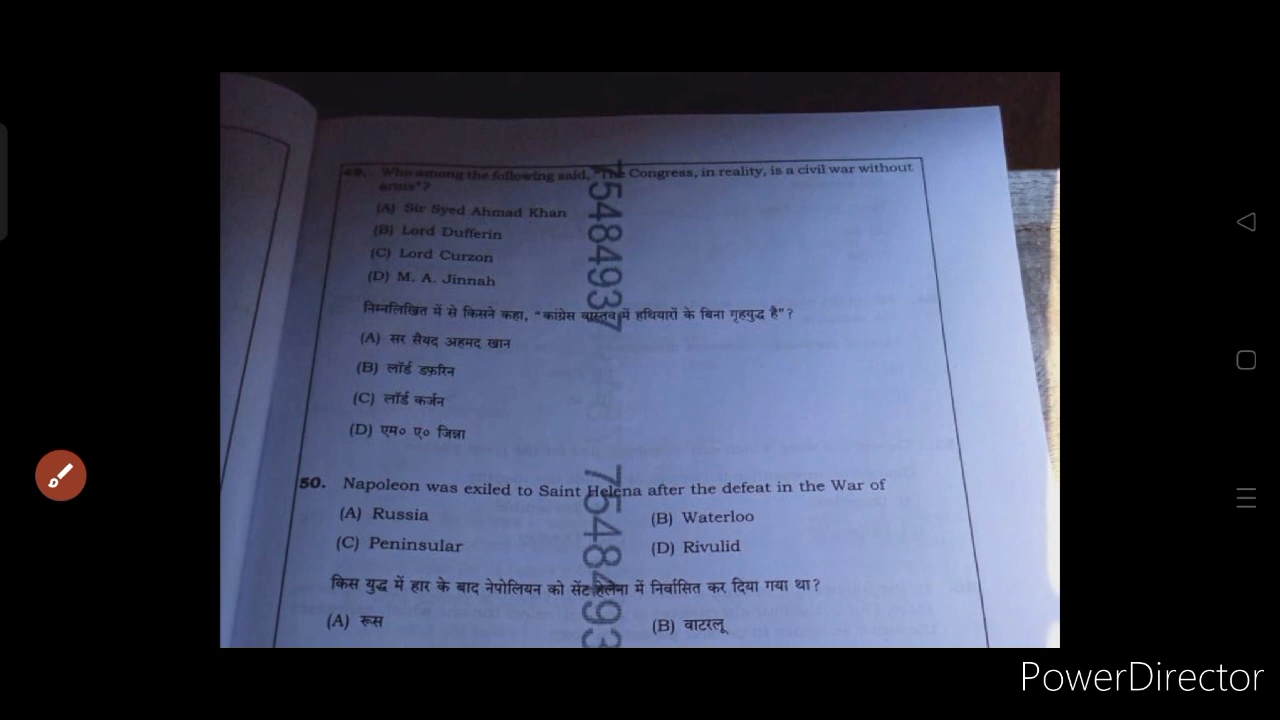 49. Who among the following said, "The Congress, in reality, is a civil war without
arms"?
(A) Sir Syed Ahmad Khan
(B) Lord Dufferin
(C) Lord Curzon
(D) M. A. Jinnah
निम्नलिखित में से किसने कहा, "कांग्रेस वास्तव में हथियारों के बिना गृहयुद्ध है"?
(A) सर सैयद अहमद खान
(B) लॉर्ड डफ़रिन
(C) लॉर्ड कर्जन
(D) एम० ए० जिन्ना
50. Napoleon was exiled to Saint Helena after the defeat in the War of
(A) Russia (B) Waterloo
(C) Peninsular (D) Rivulid
किस युद्ध में हार के बाद नेपोलियन को सेंट हेलेना में निर्वासित कर दिया गया था?
(A) रूस (B) वाटरलू
7548493
PowerDirector